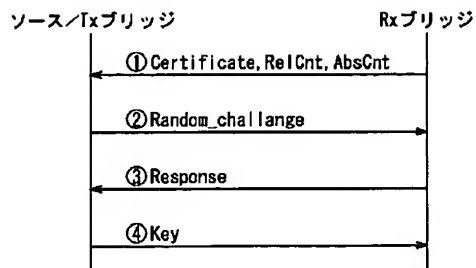 ソース/Txブリッジ
Rxブリッジ
①Certificate,RelCnt,AbsCnt
②Random_challange
③Response
④Key